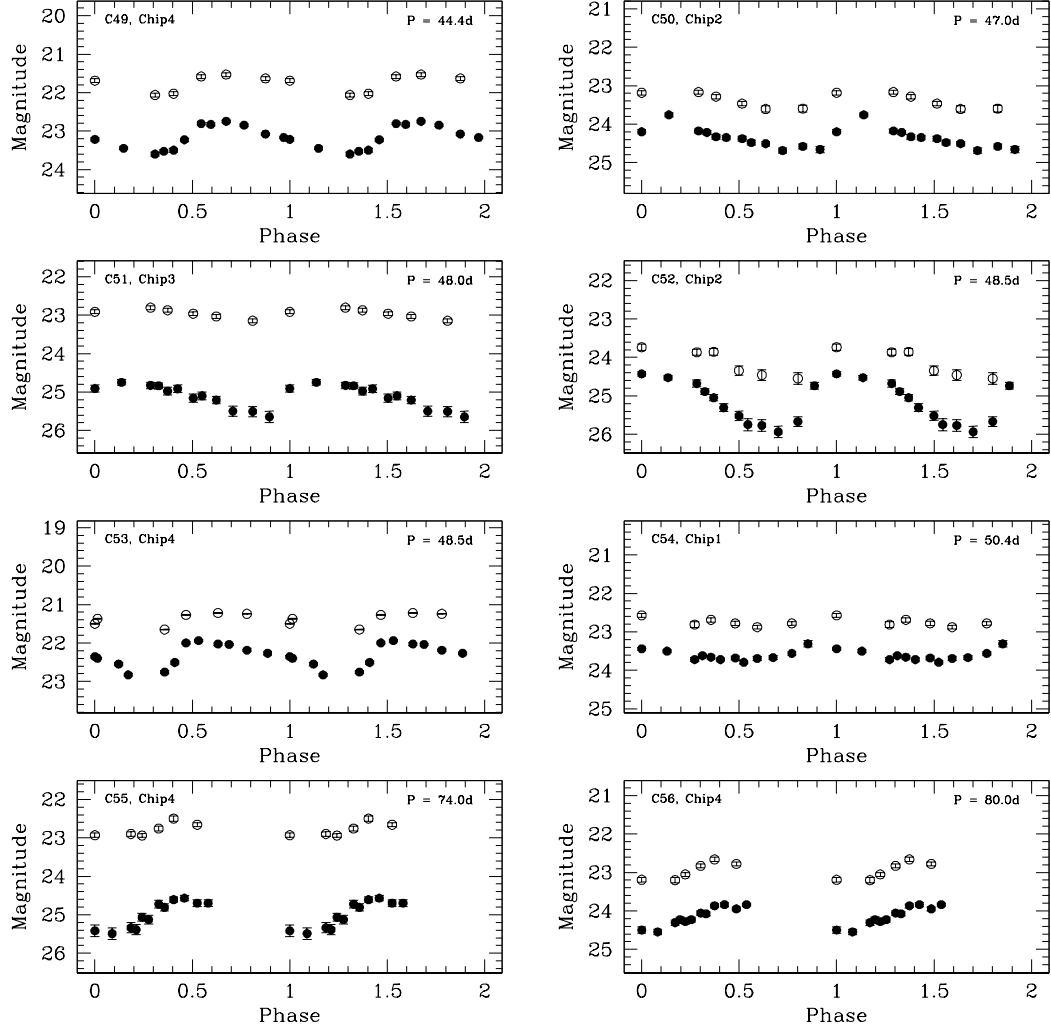 C49, Chip4 P = 44.4d
20
21
22
23
24
Magnitude
0 0.5 1 1.5 2
Phase
C50, Chip2 P = 47.0d
21
22
23
24
25
Magnitude
0 0.5 1 1.5 2
Phase
C51, Chip3 P = 48.0d
22
23
24
25
26
Magnitude
0 0.5 1 1.5 2
Phase
C52, Chip2 P = 48.5d
22
23
24
25
26
Magnitude
0 0.5 1 1.5 2
Phase
C53, Chip4 P = 48.5d
19
20
21
22
23
Magnitude
0 0.5 1 1.5 2
Phase
C54, Chip1 P = 50.4d
21
22
23
24
25
Magnitude
0 0.5 1 1.5 2
Phase
C55, Chip4 P = 74.0d
22
23
24
25
26
Magnitude
0 0.5 1 1.5 2
Phase
C56, Chip4 P = 80.0d
21
22
23
24
25
Magnitude
0 0.5 1 1.5 2
Phase